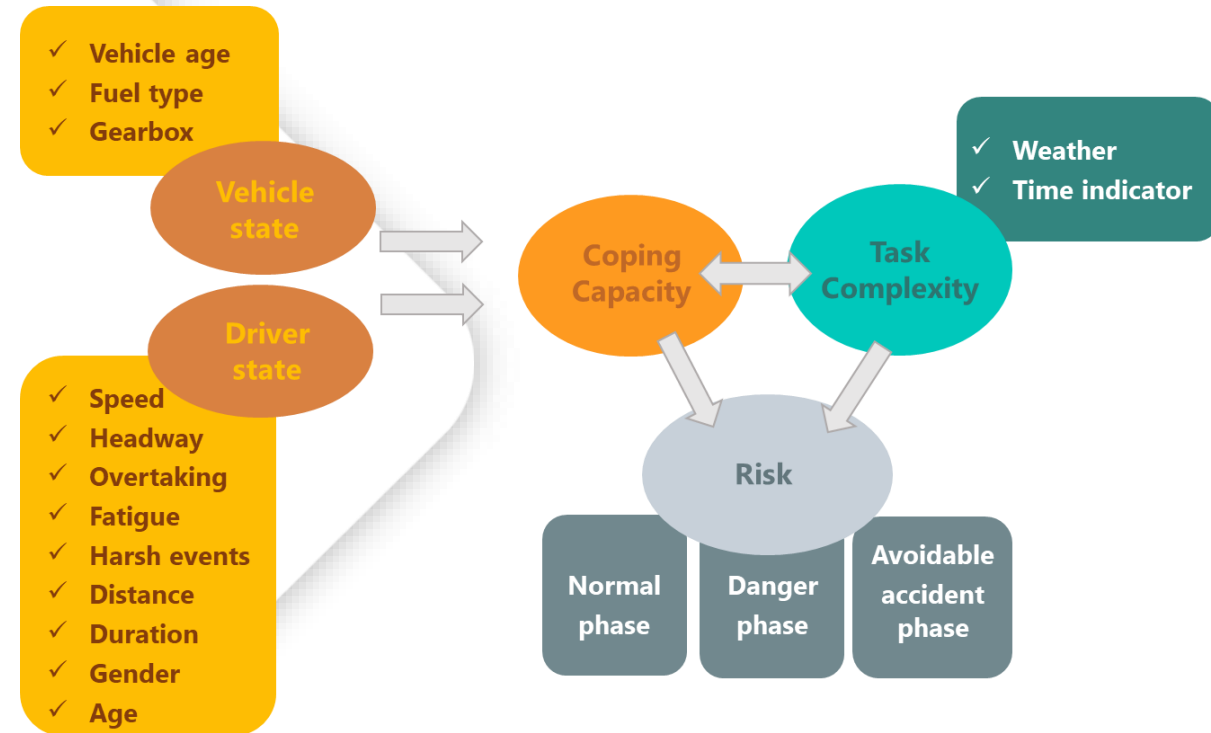 ✓ Vehicle age
✓ Fuel type
✓ Gearbox
Vehicle
state
Driver
state
✓ Speed
✓ Headway
✓ Overtaking
✓ Fatigue
✓ Harsh events
✓ Distance
✓ Duration
✓ Gender
✓ Age
Coping
Capacity
Task
Complexity
✓ Weather
✓ Time indicator
Risk
Normal
phase
Danger
phase
Avoidable
accident
phase